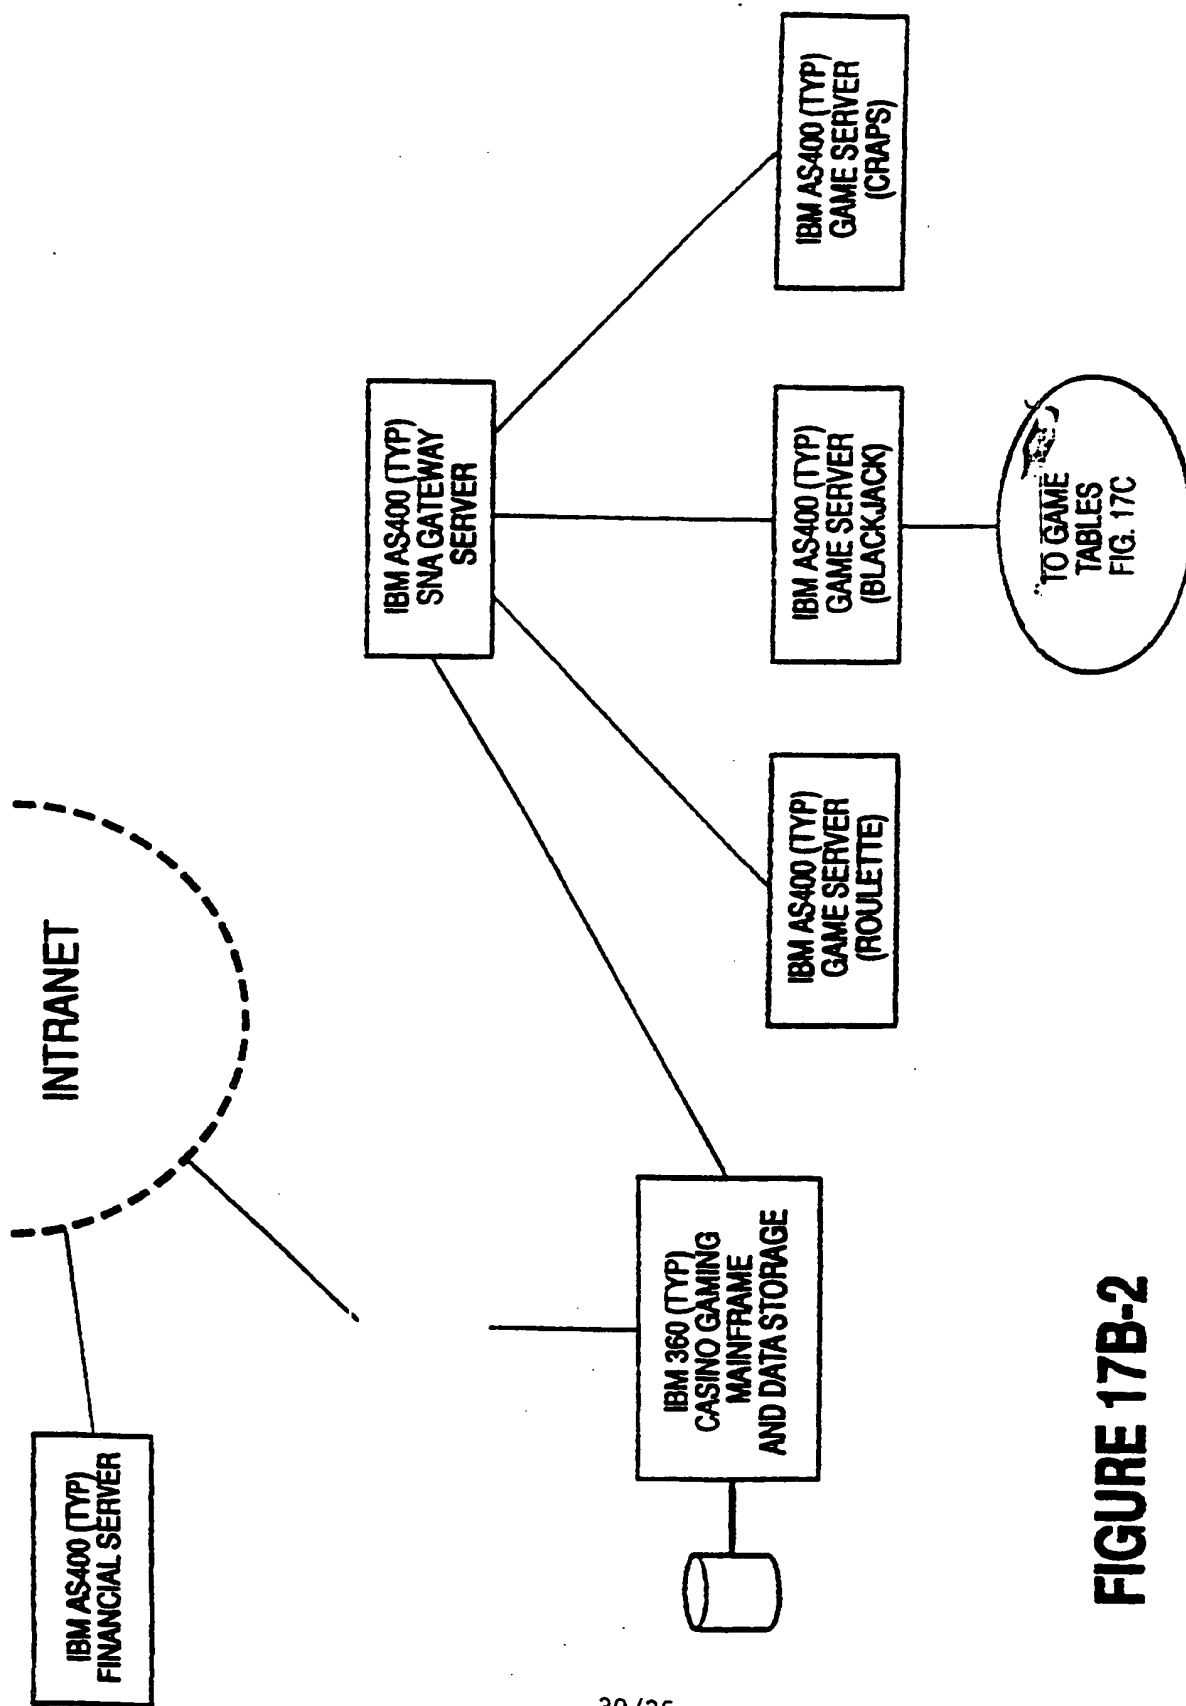 INTRANET
IBM AS400 (TYP)
FINANCIAL SERVER
IBM AS400 (TYP)
SNA GATEWAY
SERVER
IBM 360 (TYP)
CASINO GAMING
MAINFRAME
AND DATA STORAGE
IBM AS400 (TYP)
GAME SERVER
(ROULETTE)
IBM AS400 (TYP)
GAME SERVER
(BLACKJACK)
IBM AS400 (TYP)
GAME SERVER
(CRAPS)
TO GAME
TABLES
FIG. 17C
FIGURE 17B-2